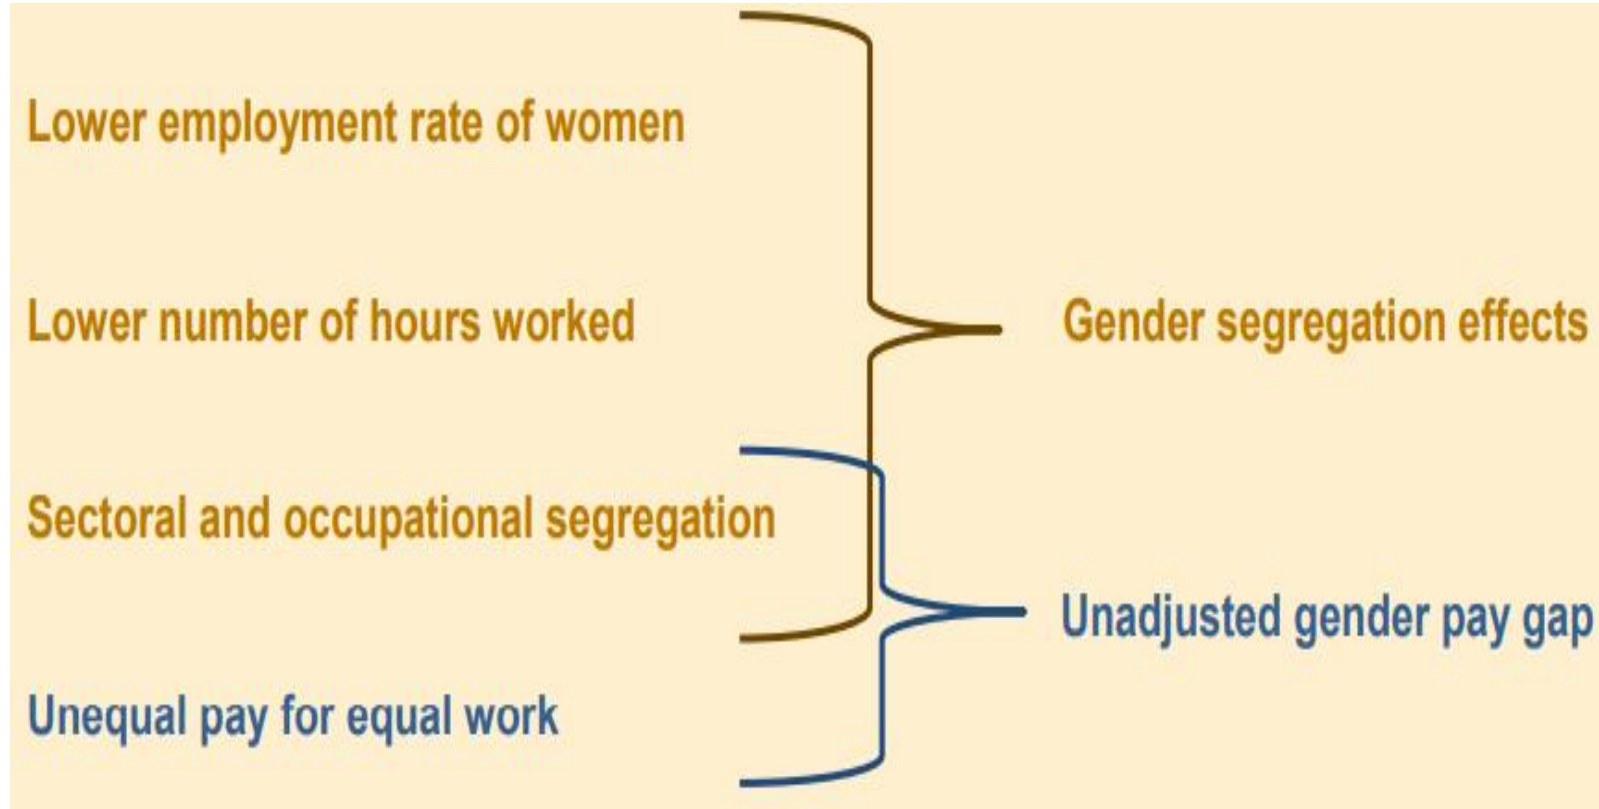 Lower employment rate of women
Lower number of hours worked
Gender segregation effects
Sectoral and occupational segregation
Unadjusted gender pay gap
Unequal pay for equal work